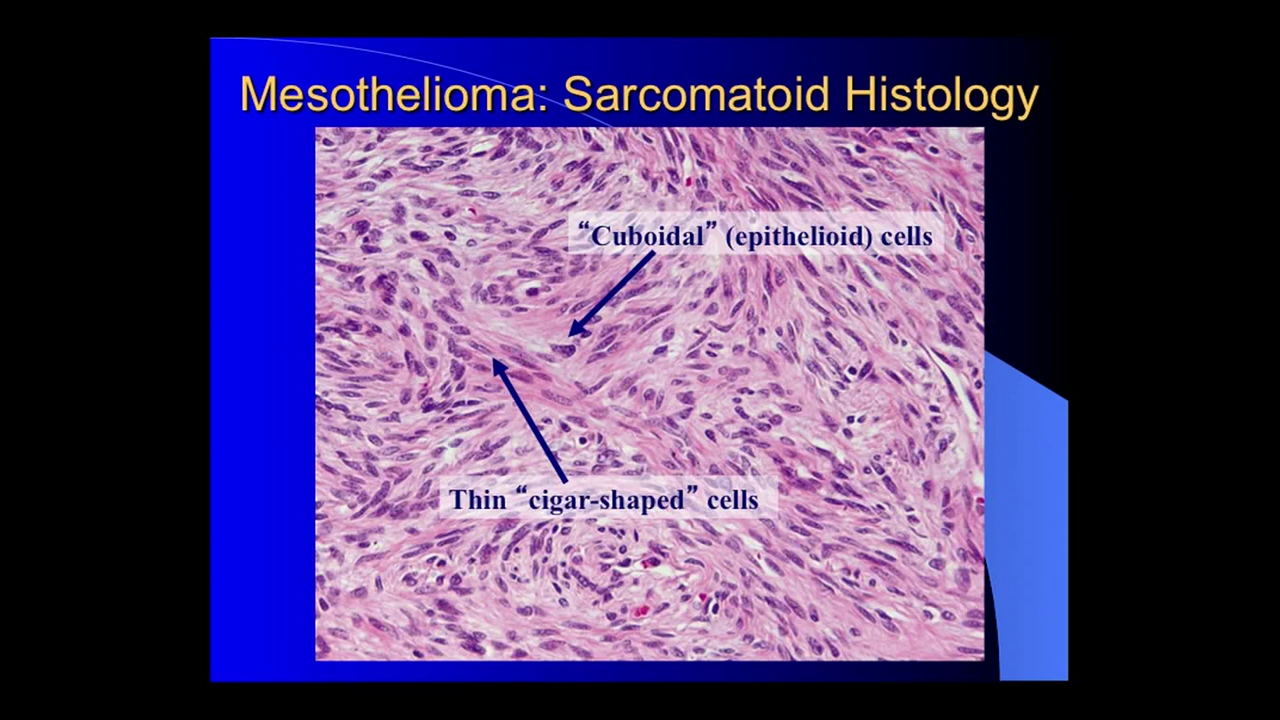 Mesothelioma: Sarcomatoid Histology
“Cuboidal” (epithelioid) cells
Thin “cigar-shaped” cells